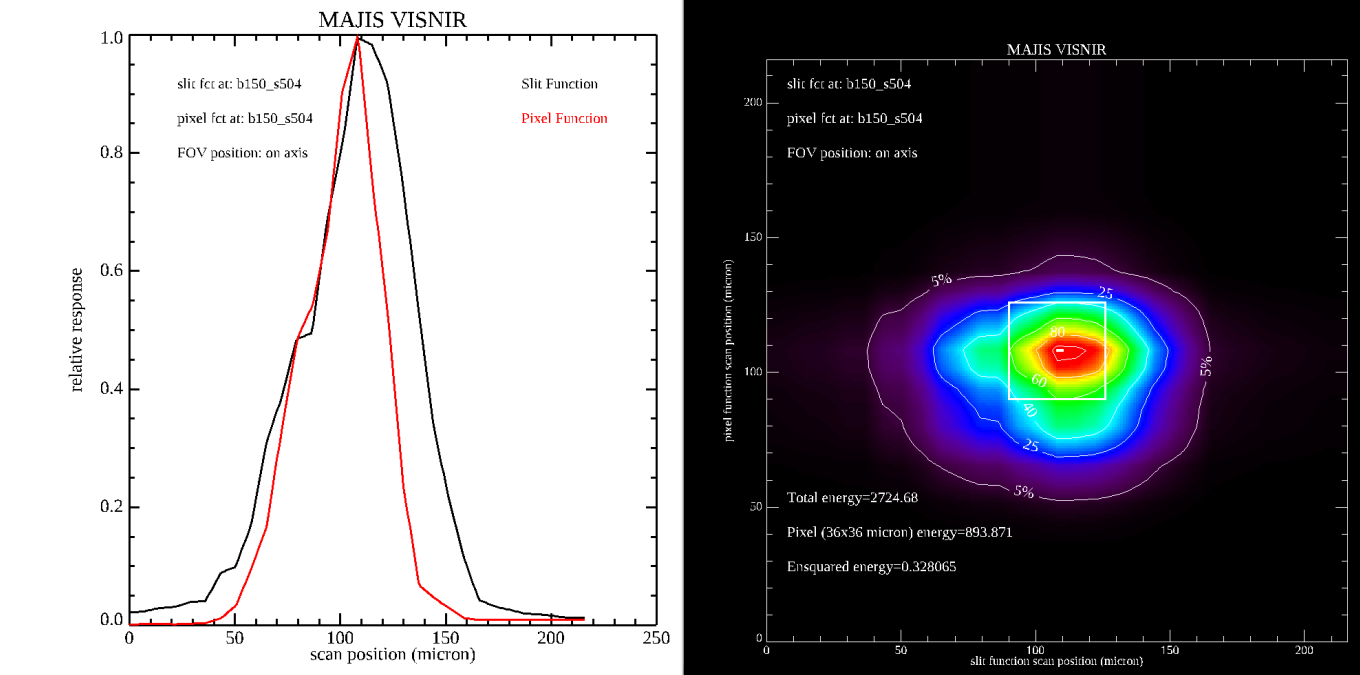 MAJIS VISNIR
1.0
0.8
0.6
0.4
0.2
0.0
relative response
slit fct at: b150_s504
pixel fct at: b150_s504
FOV position: on axis
Slit Function
Pixel Function
0 50 100 150 200 250
scan position (micron)
MAJIS VISNIR
slit fct at: b150_s504
pixel fct at: b150_s504
FOV position: on axis
200
150
100
50
0
pixel function scan position (micron)
5%
25
80
60
40
25
5%
5%
Total energy=2724.68
Pixel (36x36 micron) energy=893.871
Ensquared energy=0.328065
0 50 100 150 200
slit function scan position (micron)